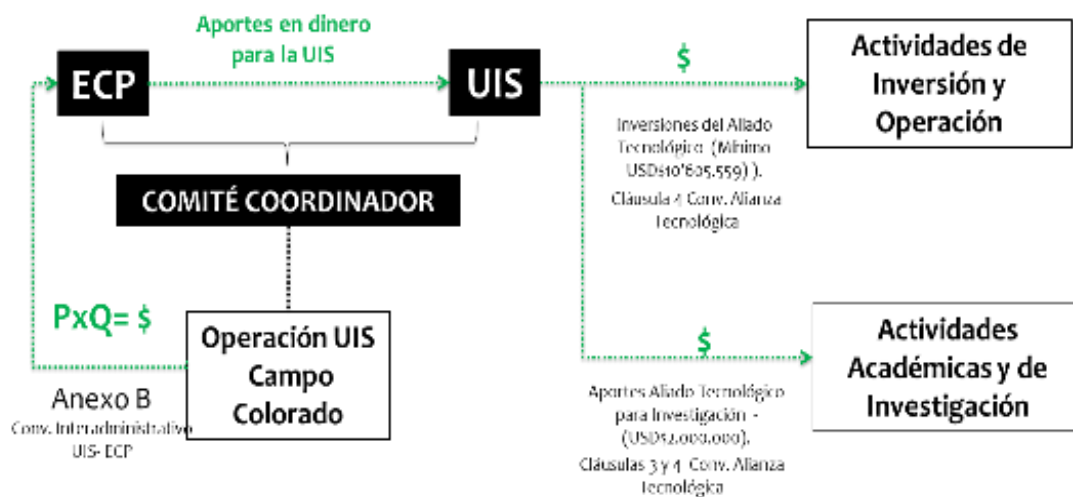 Aportes en dinero
para la UIS
ECP
UIS
$
Actividades de
Inversión y
Operación
Inversiones del Aliado
Tecnológico (Mínimo
USD$10'605.559) ).
Cláusula 4 Conv. Alianza
Tecnológica
COMITÉ COORDINADOR
PxQ= $
Operación UIS
Campo
Colorado
Anexo B
Conv. Interadministrativo
UIS- ECP
$
Actividades
Académicas y de
Investigación
Aportes Aliado Tecnológico
para Investigación -
(USD$2.000.000).
Cláusulas 3 y 4 Conv. Alianza
Tecnológica